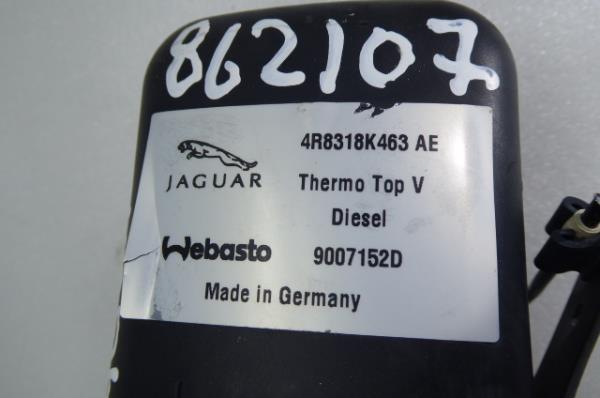 862107
4R8318K463 AE
JAGUAR Thermo Top V
Diesel
Webasto 9007152D
Made in Germany